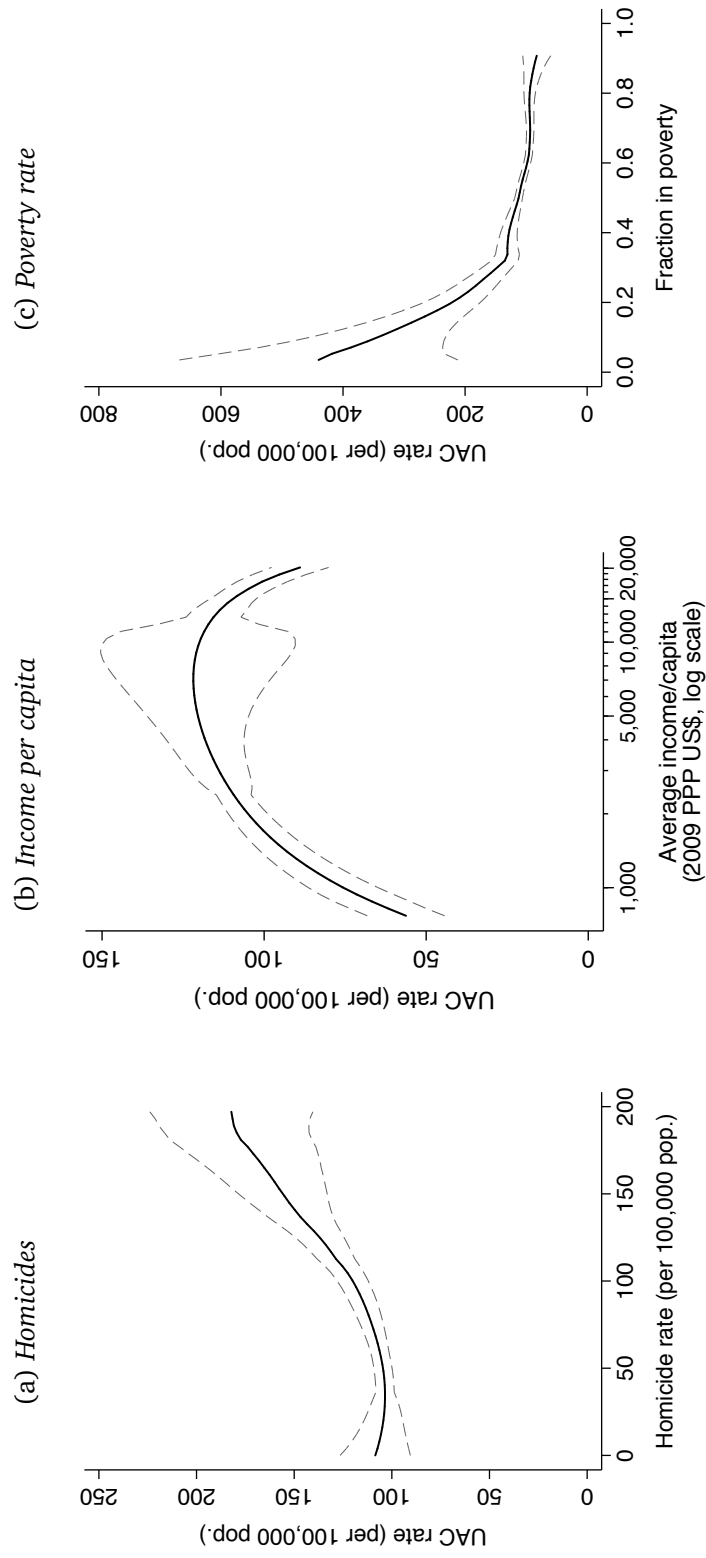 (a) Homicides
UAC rate (per 100,000 pop.)
250
200
150
100
50
0
0 50 100 150 200
Homicide rate (per 100,000 pop.)
(b) Income per capita
UAC rate (per 100,000 pop.)
150
100
50
0
1,000 5,000 10,000 20,000
Average income/capita
(2009 PPP US$, log scale)
(c) Poverty rate
UAC rate (per 100,000 pop.)
800
600
400
200
0
0.0 0.2 0.4 0.6 0.8 1.0
Fraction in poverty